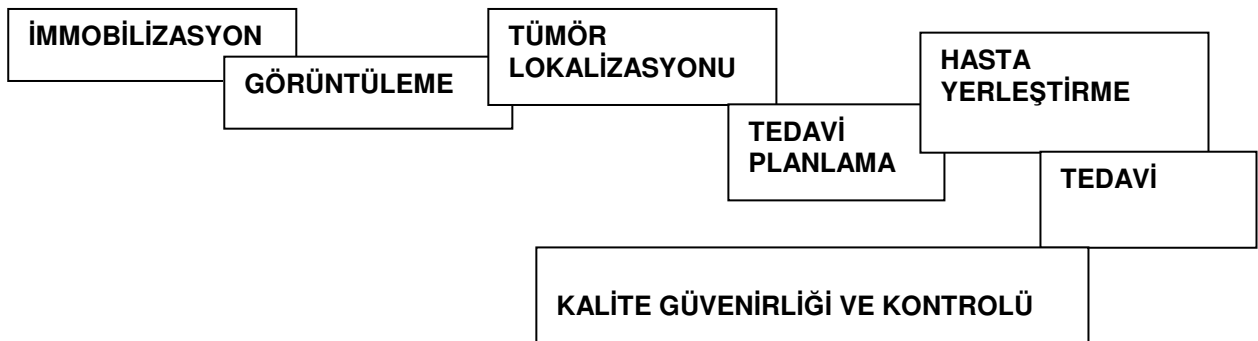 İMMOBİLİZASYON
GÖRÜNTÜLEME
TÜMÖR
LOKALİZASYONU
TEDAVİ
PLANLAMA
HASTA
YERLEŞTİRME
TEDAVİ
KALİTE GÜVENİRLİĞİ VE KONTROLÜ